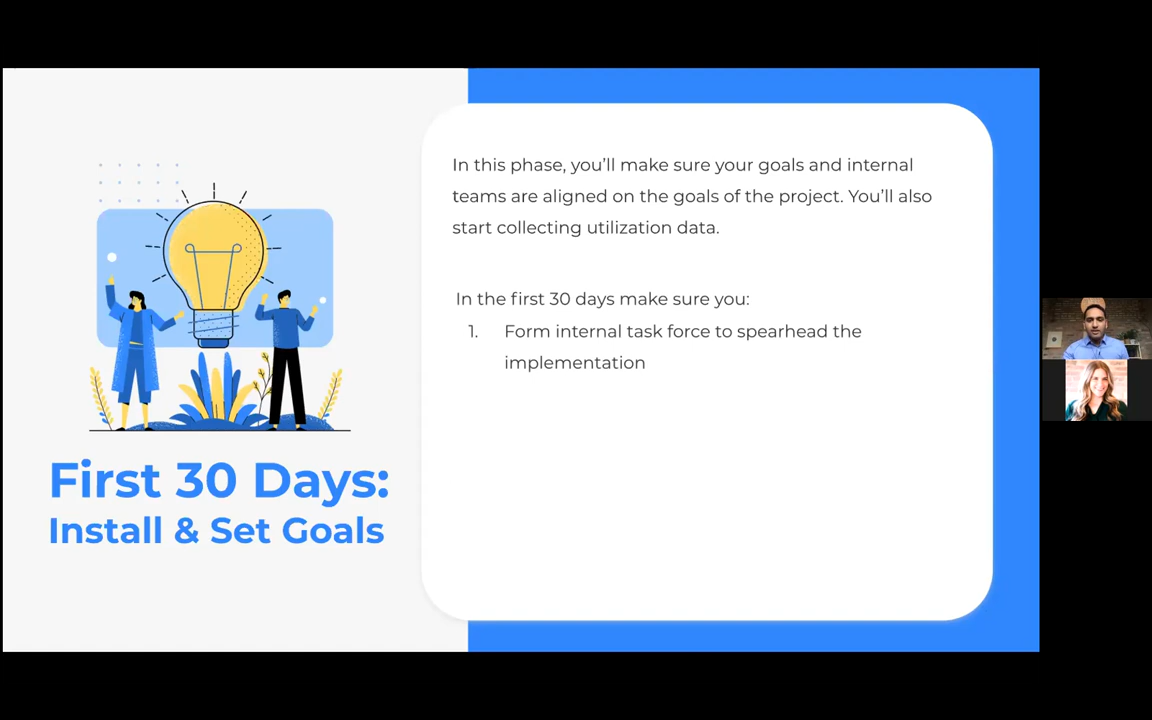 In this phase, you'll make sure your goals and internal
teams are aligned on the goals of the project. You'll also
start collecting utilization data.
In the first 30 days make sure you:
1. Form internal task force to spearhead the
implementation
First 30 Days:
Install & Set Goals